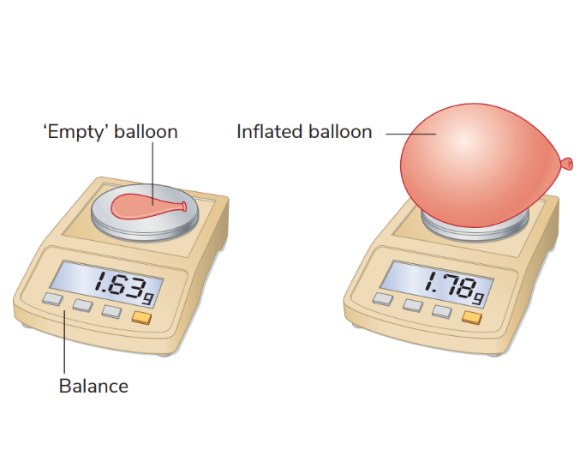 ‘Empty’ balloon
Inflated balloon
1.63g
1.78g
Balance